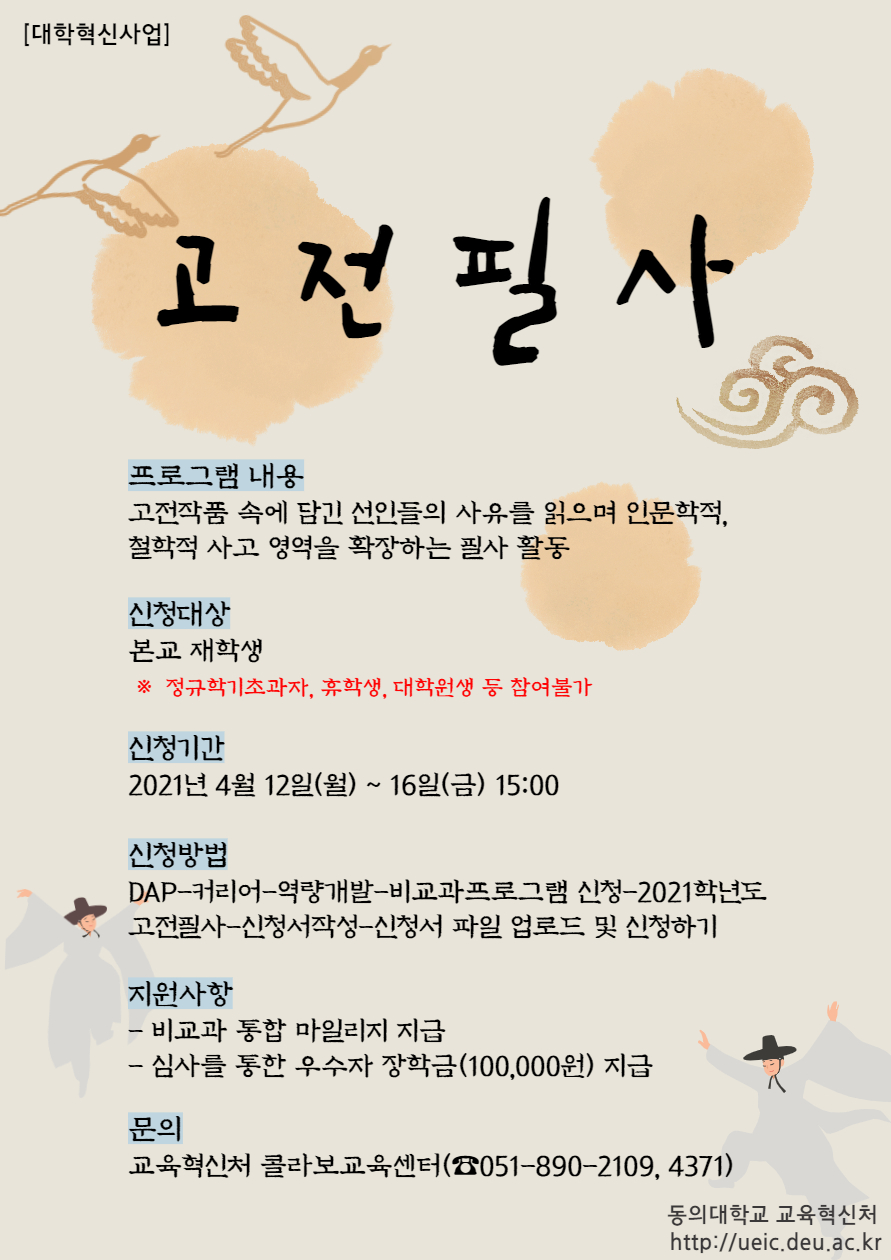 [대학혁신사업]
고전필사
프로그램 내용
고전작품 속에 담긴 선인들의 사유를 읽으며 인문학적,
철학적 사고 영역을 확장하는 필사 활동
신청대상
본교 재학생
※ 정규학기초과자, 휴학생, 대학원생 등 참여불가
신청기간
2021년 4월 12일(월) ~ 16일(금) 15:00
신청방법
DAP-커리어-역량개발-비교과프로그램 신청-2021학년도
고전필사-신청서작성-신청서 파일 업로드 및 신청하기
지원사항
- 비교과 통합 마일리지 지급
- 심사를 통한 우수자 장학금(100,000원) 지급
문의
교육혁신처 콜라보교육센터(☎051-890-2109, 4371)
동의대학교 교육혁신처
http://ueic.deu.ac.kr